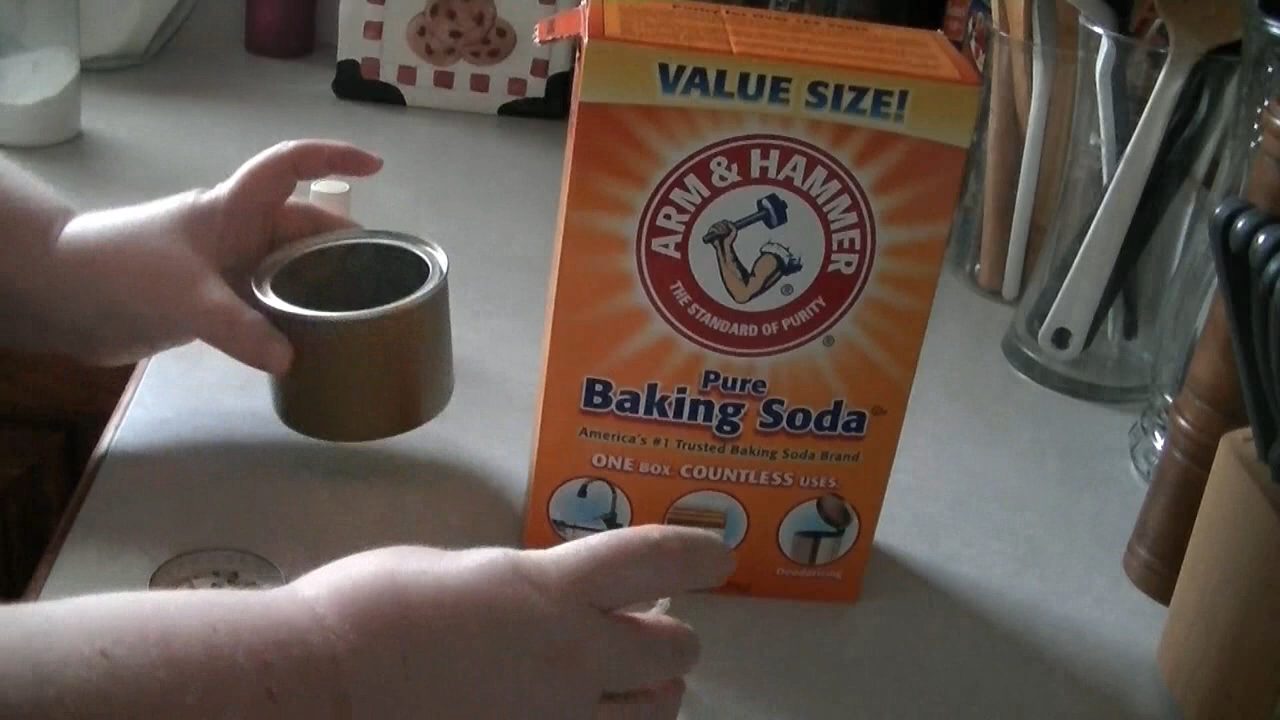 VALUE SIZE!
ARM & HAMMER
®
THE STANDARD OF PURITY
®
Pure
Baking Soda
America's #1 Trusted Baking Soda Brand
ONE BOX. COUNTLESS USES.
Deodorizing